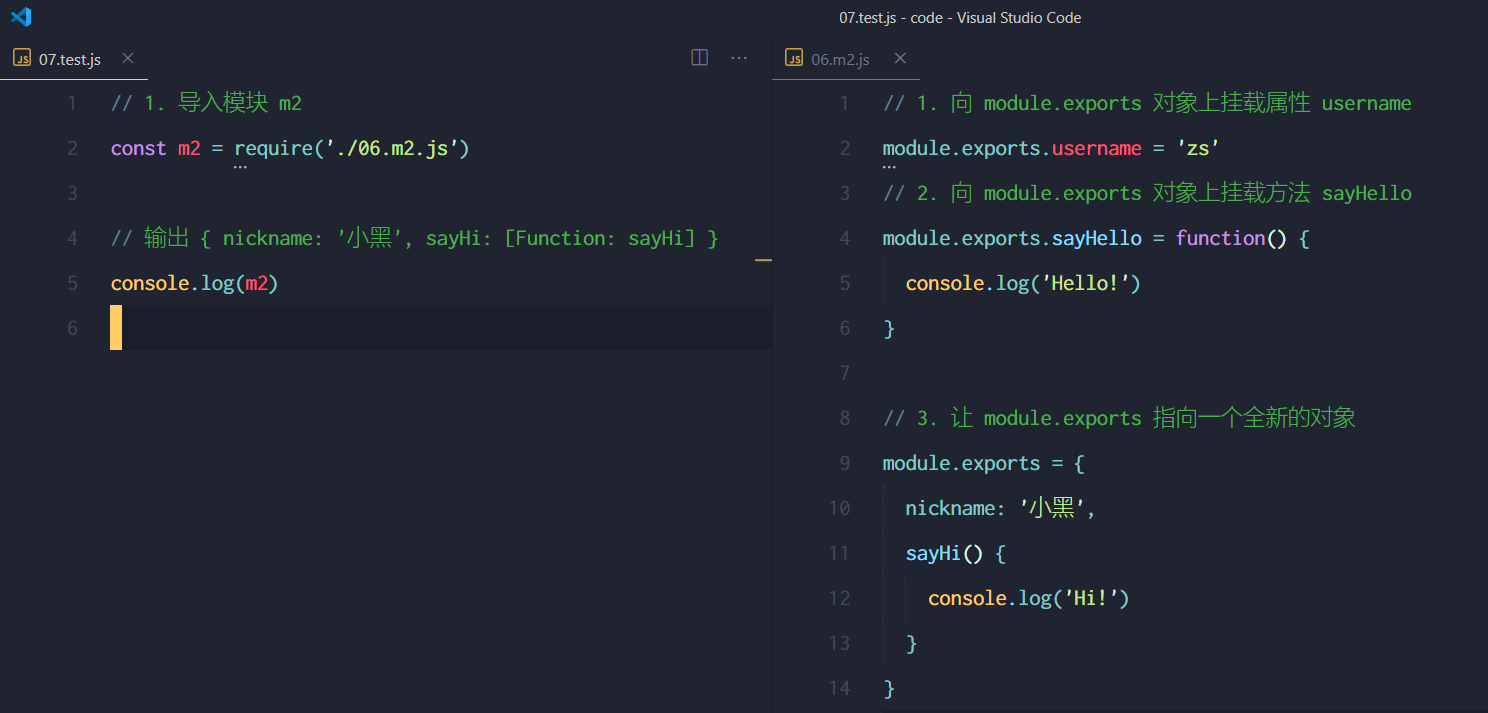 07.test.js - code - Visual Studio Code
07.test.js
1 // 1. 导入模块 m2
2 const m2 = require('./06.m2.js')
3
4 // 输出 { nickname: '小黑', sayHi: [Function: sayHi] }
5 console.log(m2)
6
06.m2.js
1 // 1. 向 module.exports 对象上挂载属性 username
2 module.exports.username = 'zs'
3 // 2. 向 module.exports 对象上挂载方法 sayHello
4 module.exports.sayHello = function() {
5 console.log('Hello!')
6 }
7
8 // 3. 让 module.exports 指向一个全新的对象
9 module.exports = {
10 nickname: '小黑',
11 sayHi() {
12 console.log('Hi!')
13 }
14 }